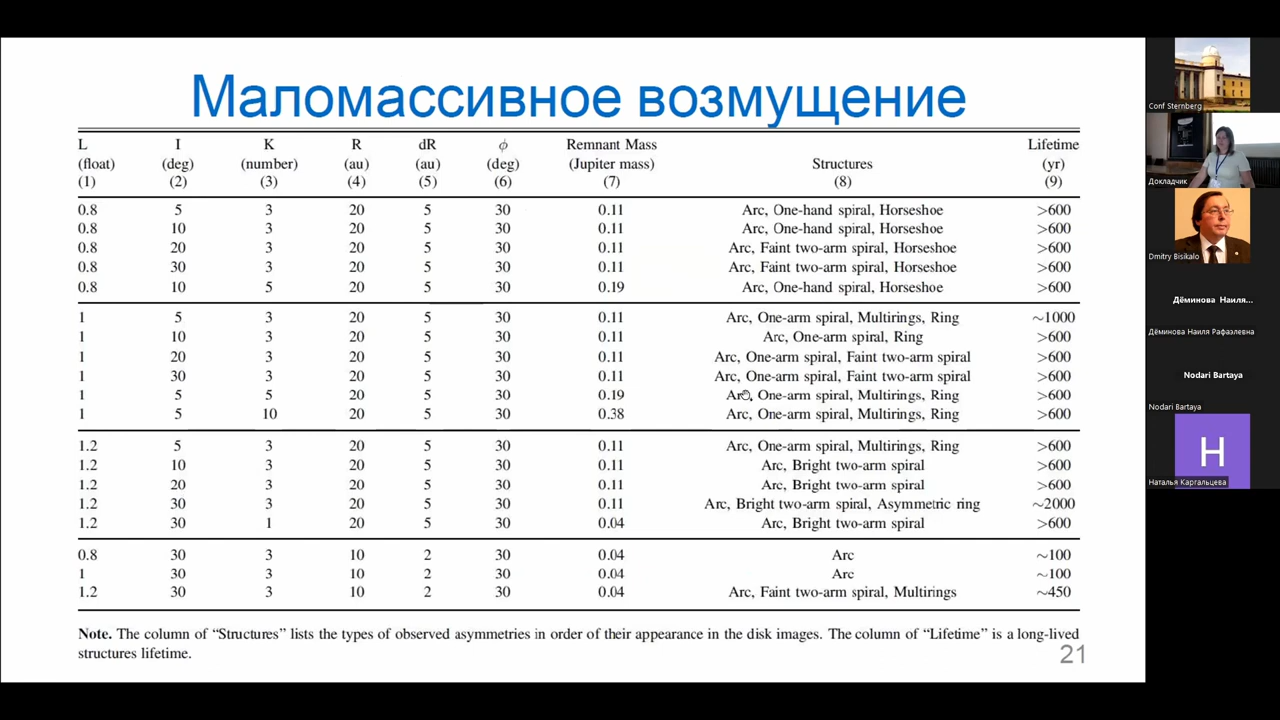 Маломассивное возмущение
L I K R dR ϕ Remnant Mass Lifetime
(float) (deg) (number) (au) (au) (deg) (Jupiter mass) Structures (yr)
(1) (2) (3) (4) (5) (6) (7) (8) (9)
0.8 5 3 20 5 30 0.11 Arc, One-hand spiral, Horseshoe >600
0.8 10 3 20 5 30 0.11 Arc, One-hand spiral, Horseshoe >600
0.8 20 3 20 5 30 0.11 Arc, Faint two-arm spiral, Horseshoe >600
0.8 30 3 20 5 30 0.11 Arc, Faint two-arm spiral, Horseshoe >600
0.8 10 5 20 5 30 0.19 Arc, One-hand spiral, Horseshoe >600
1 5 3 20 5 30 0.11 Arc, One-arm spiral, Multirings, Ring ~1000
1 10 3 20 5 30 0.11 Arc, One-arm spiral, Ring >600
1 20 3 20 5 30 0.11 Arc, One-arm spiral, Faint two-arm spiral >600
1 30 3 20 5 30 0.11 Arc, One-arm spiral, Faint two-arm spiral >600
1 5 5 20 5 30 0.19 Arc, One-arm spiral, Multirings, Ring >600
1 5 10 20 5 30 0.38 Arc, One-arm spiral, Multirings, Ring >600
1.2 5 3 20 5 30 0.11 Arc, One-arm spiral, Multirings, Ring >600
1.2 10 3 20 5 30 0.11 Arc, Bright two-arm spiral >600
1.2 20 3 20 5 30 0.11 Arc, Bright two-arm spiral >600
1.2 30 3 20 5 30 0.11 Arc, Bright two-arm spiral, Asymmetric ring ~2000
1.2 30 1 20 5 30 0.04 Arc, Bright two-arm spiral >600
0.8 30 3 10 2 30 0.04 Arc ~100
1 30 3 10 2 30 0.04 Arc ~100
1.2 30 3 10 2 30 0.04 Arc, Faint two-arm spiral, Multirings ~450
Note. The column of “Structures” lists the types of observed asymmetries in order of their appearance in the disk images. The column of “Lifetime” is a long-lived
structures lifetime.
21
Conf Sternberg
Докладчик
Dmitry Bisikalo
Дёминова Наиля...
Дёминова Наиля Рафаэлевна
Nodari Bartaya
Nodari Bartaya
Н
Наталья Каргальцева